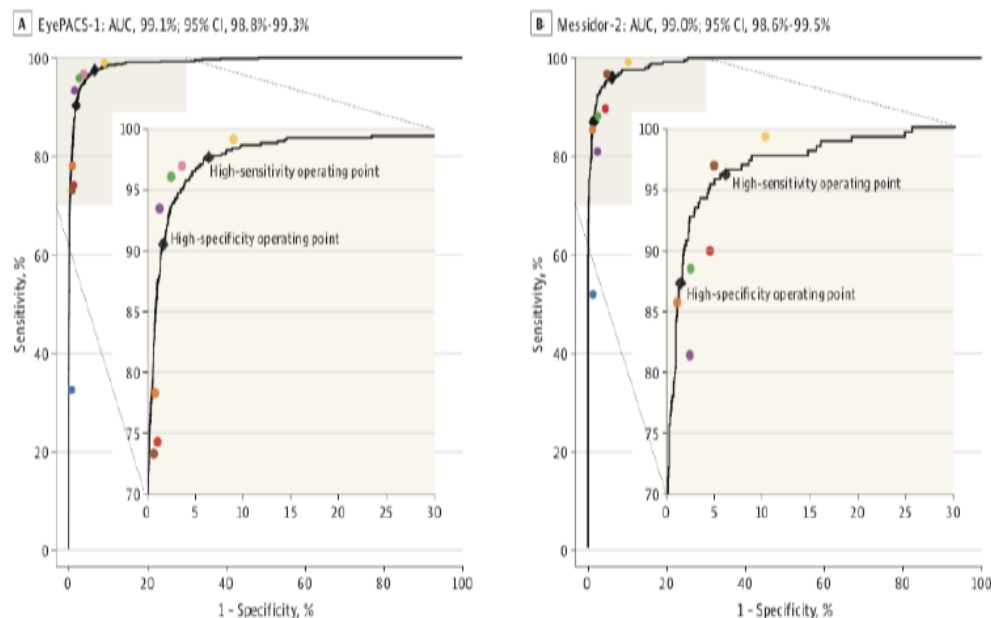 A EyePACS-1: AUC, 99.1%; 95% CI, 98.8%-99.3%
100
80
60
40
20
0
Sensitivity, %
100
95
90
85
80
75
70
High-sensitivity operating point
High-specificity operating point
0 5 10 15 20 25 30
0 20 40 60 80 100
1 - Specificity, %
B Messidor-2: AUC, 99.0%; 95% CI, 98.6%-99.5%
100
80
60
40
20
0
Sensitivity, %
100
95
90
85
80
75
70
High-sensitivity operating point
High-specificity operating point
0 5 10 15 20 25 30
0 20 40 60 80 100
1 - Specificity, %